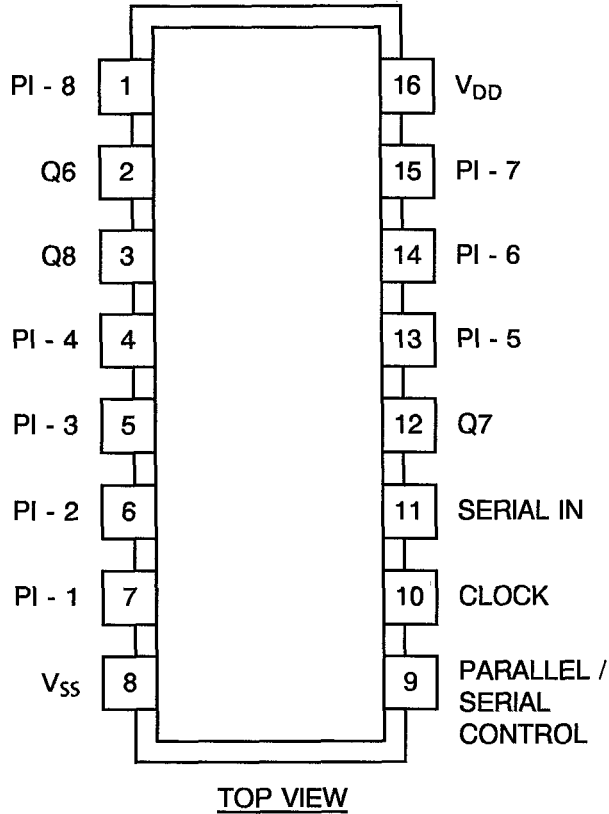 PI - 8 1 16 VDD
Q6 2 15 PI - 7
Q8 3 14 PI - 6
PI - 4 4 13 PI - 5
PI - 3 5 12 Q7
PI - 2 6 11 SERIAL IN
PI - 1 7 10 CLOCK
VSS 8 9 PARALLEL /
SERIAL
CONTROL
TOP VIEW